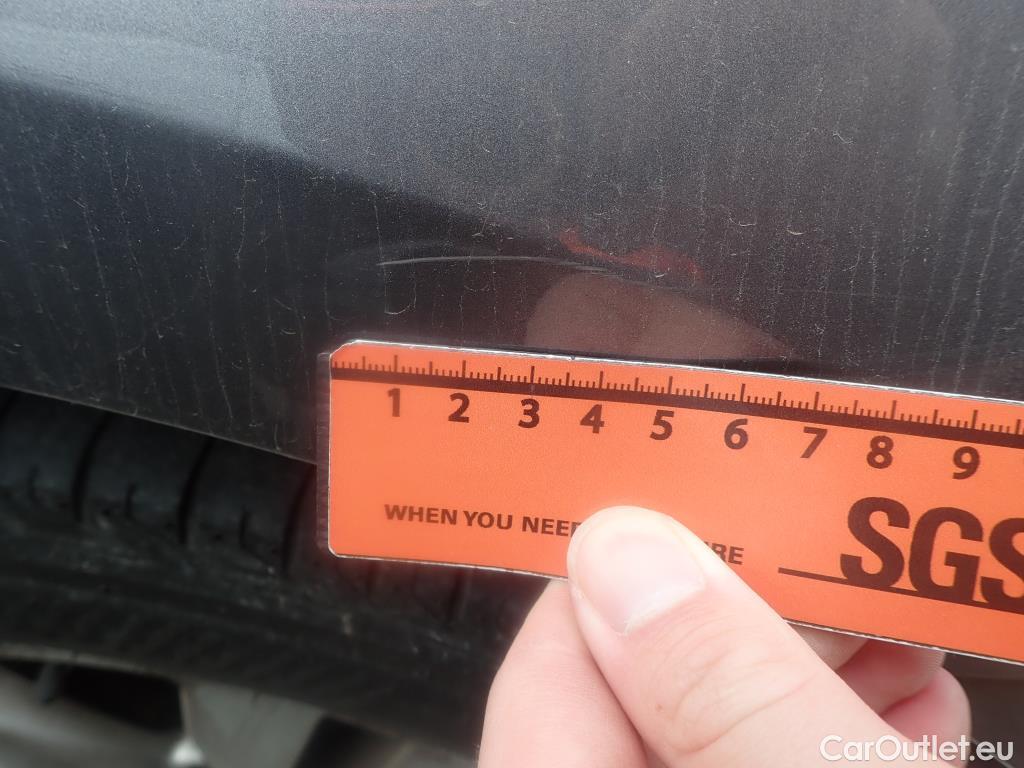 1 2 3 4 5 6 7 8 9
WHEN YOU NEE RE
SGS
CarOutlet.eu